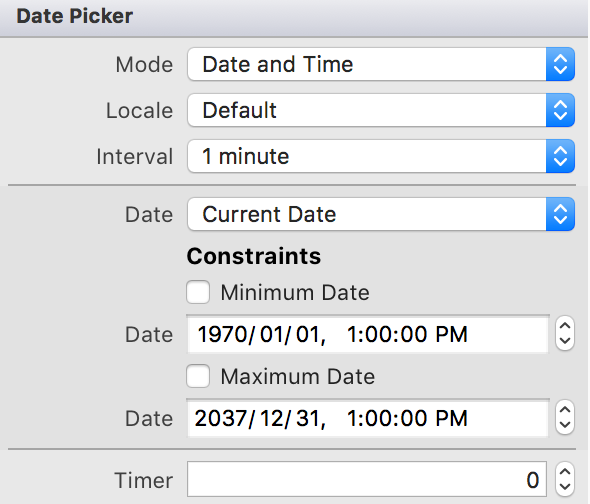 Date Picker
Mode Date and Time
Locale Default
Interval 1 minute
Date Current Date
Constraints
Minimum Date
Date 1970/01/01, 1:00:00 PM
Maximum Date
Date 2037/12/31, 1:00:00 PM
Timer 0